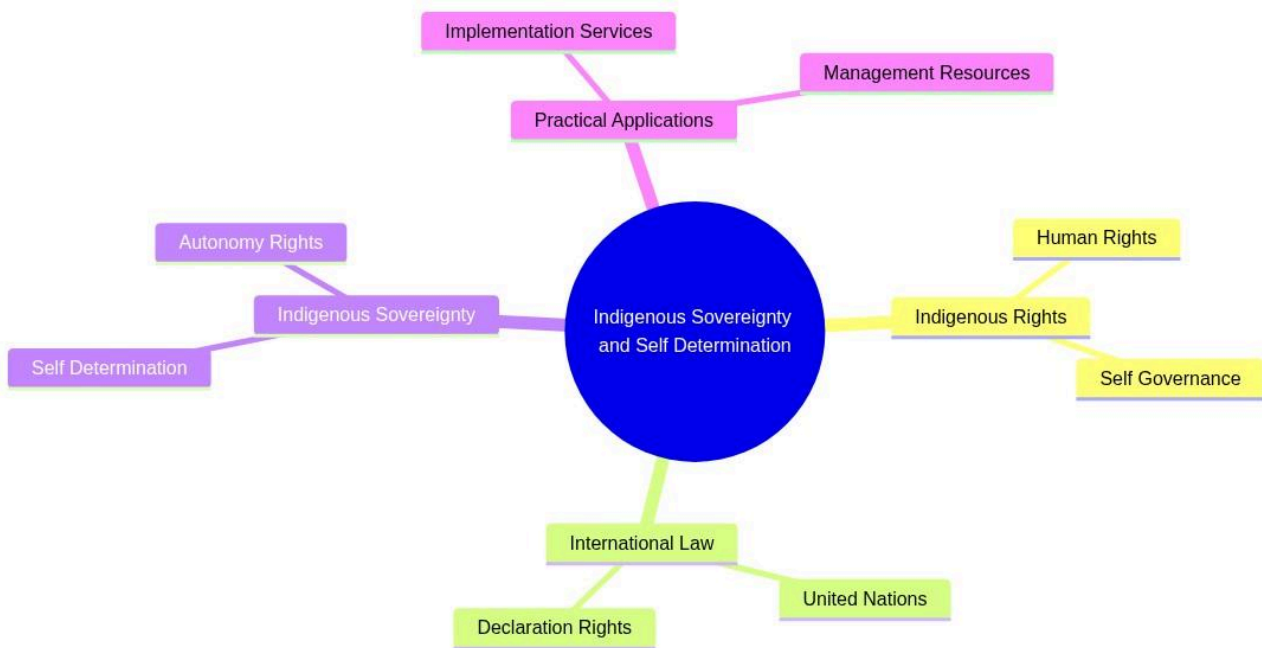 Implementation Services
Management Resources
Practical Applications
Autonomy Rights
Human Rights
Indigenous Sovereignty
Indigenous Rights
Indigenous Sovereignty
and Self Determination
Self Determination
Self Governance
International Law
United Nations
Declaration Rights